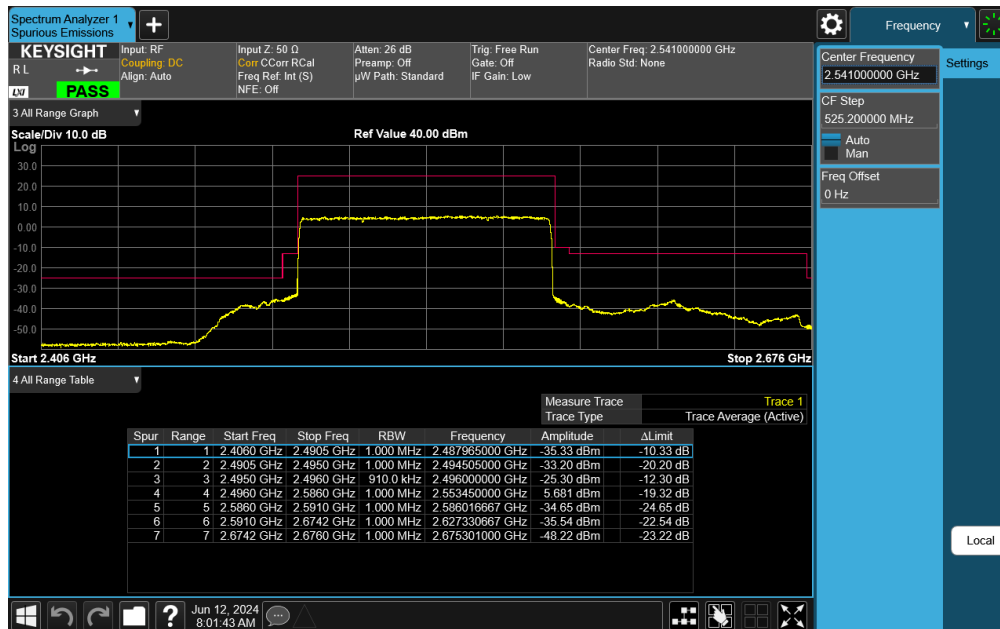 Spectrum Analyzer 1
Spurious Emissions
Frequency
KEYSIGHT
R L
LXI
PASS
Input: RF
Coupling: DC
Align: Auto
Input Z: 50 Ω
Corr CCorr RCal
Freq Ref: Int (S)
NFE: Off
Atten: 26 dB
Preamp: Off
µW Path: Standard
Trig: Free Run
Gate: Off
IF Gain: Low
Center Freq: 2.541000000 GHz
Radio Std: None
Center Frequency
2.541000000 GHz
Settings
CF Step
525.200000 MHz
Auto
Man
Freq Offset
0 Hz
3 All Range Graph
Scale/Div 10.0 dB
Ref Value 40.00 dBm
Log
30.0
20.0
10.0
0.00
-10.0
-20.0
-30.0
-40.0
-50.0
Start 2.406 GHz
Stop 2.676 GHz
4 All Range Table
Measure Trace Trace 1
Trace Type Trace Average (Active)
Spur Range Start Freq Stop Freq RBW Frequency Amplitude ΔLimit
1 1 2.4060 GHz 2.4905 GHz 1.000 MHz 2.487965000 GHz -35.33 dBm -10.33 dB
2 2 2.4905 GHz 2.4950 GHz 1.000 MHz 2.494505000 GHz -33.20 dBm -20.20 dB
3 3 2.4950 GHz 2.4960 GHz 910.0 kHz 2.496000000 GHz -25.30 dBm -12.30 dB
4 4 2.4960 GHz 2.5860 GHz 1.000 MHz 2.553450000 GHz 5.681 dBm -19.32 dB
5 5 2.5860 GHz 2.5910 GHz 1.000 MHz 2.586016667 GHz -34.65 dBm -24.65 dB
6 6 2.5910 GHz 2.6742 GHz 1.000 MHz 2.627330667 GHz -35.54 dBm -22.54 dB
7 7 2.6742 GHz 2.6760 GHz 1.000 MHz 2.675301000 GHz -48.22 dBm -23.22 dB
Local
Jun 12, 2024
8:01:43 AM